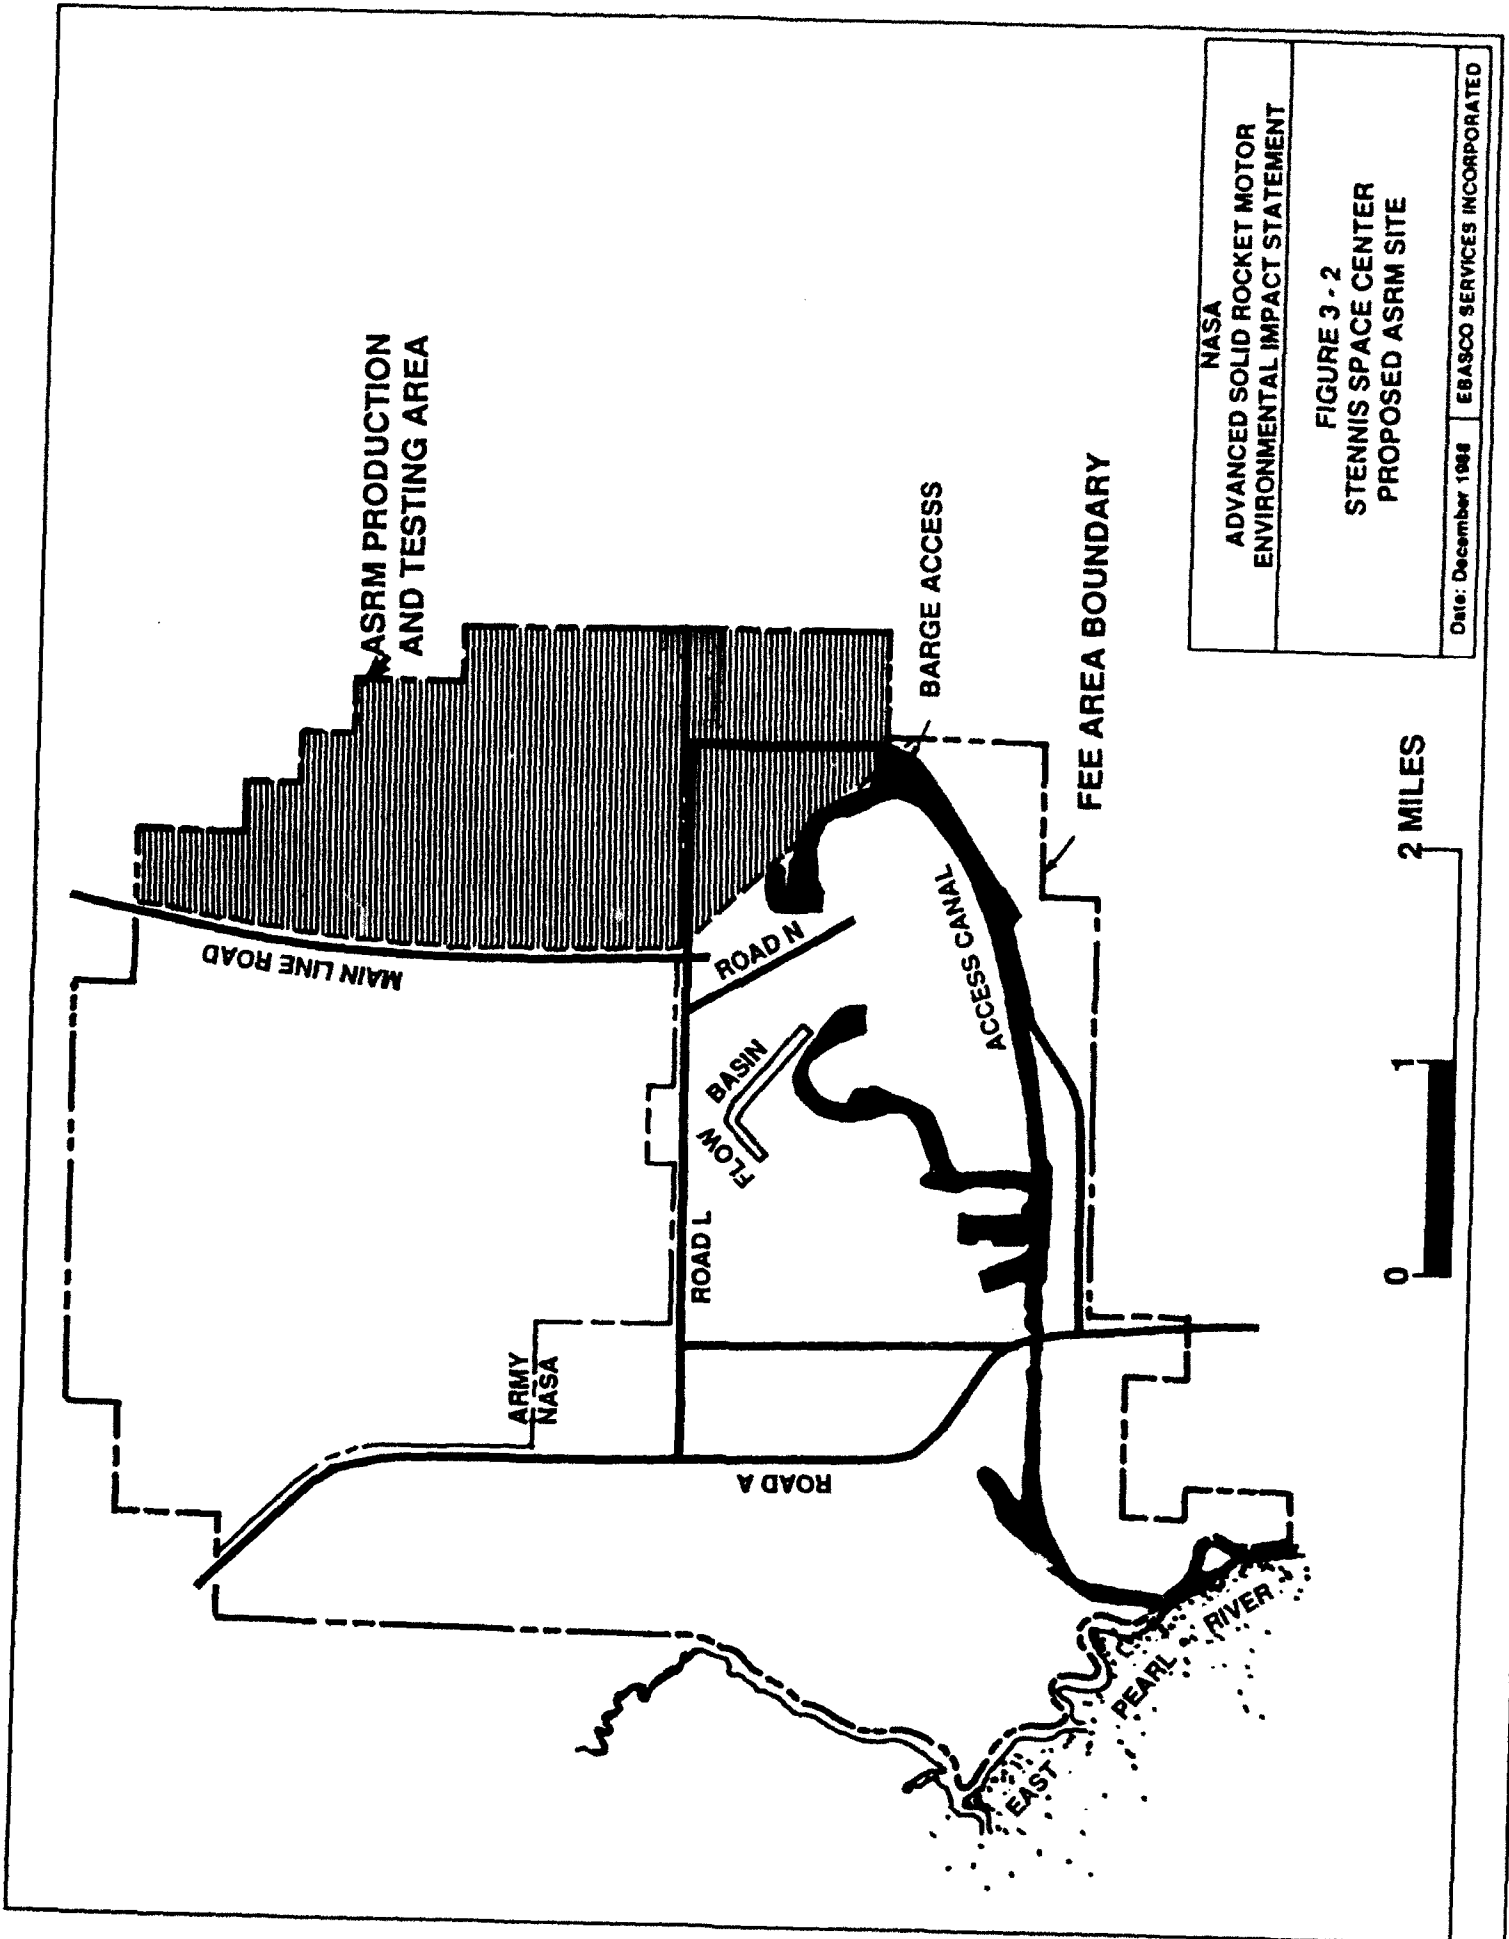 ASRM PRODUCTION
AND TESTING AREA
MAIN LINE ROAD
ROAD N
FLOW BASIN
ROAD L
ARMY
NASA
ROAD A
ACCESS CANAL
BARGE ACCESS
FEE AREA BOUNDARY
EAST PEARL RIVER
0 1 2 MILES
NASA
ADVANCED SOLID ROCKET MOTOR
ENVIRONMENTAL IMPACT STATEMENT
FIGURE 3 - 2
STENNIS SPACE CENTER
PROPOSED ASRM SITE
Date: December 1988 EBASCO SERVICES INCORPORATED